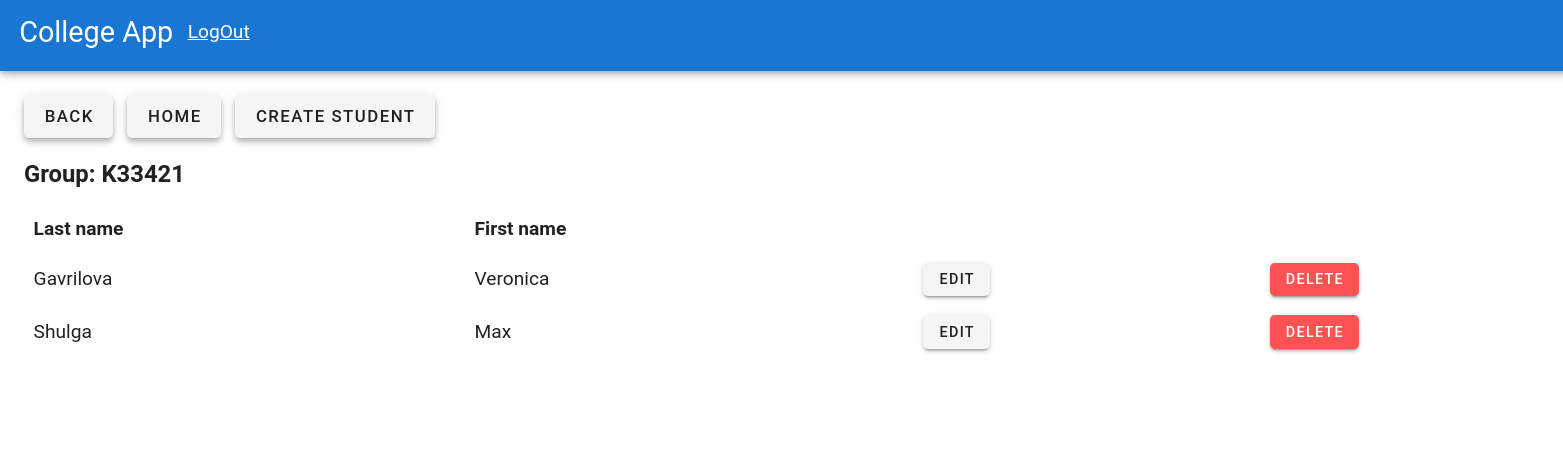 College App LogOut
BACK HOME CREATE STUDENT
Group: K33421
Last name First name
Gavrilova Veronica EDIT DELETE
Shulga Max EDIT DELETE